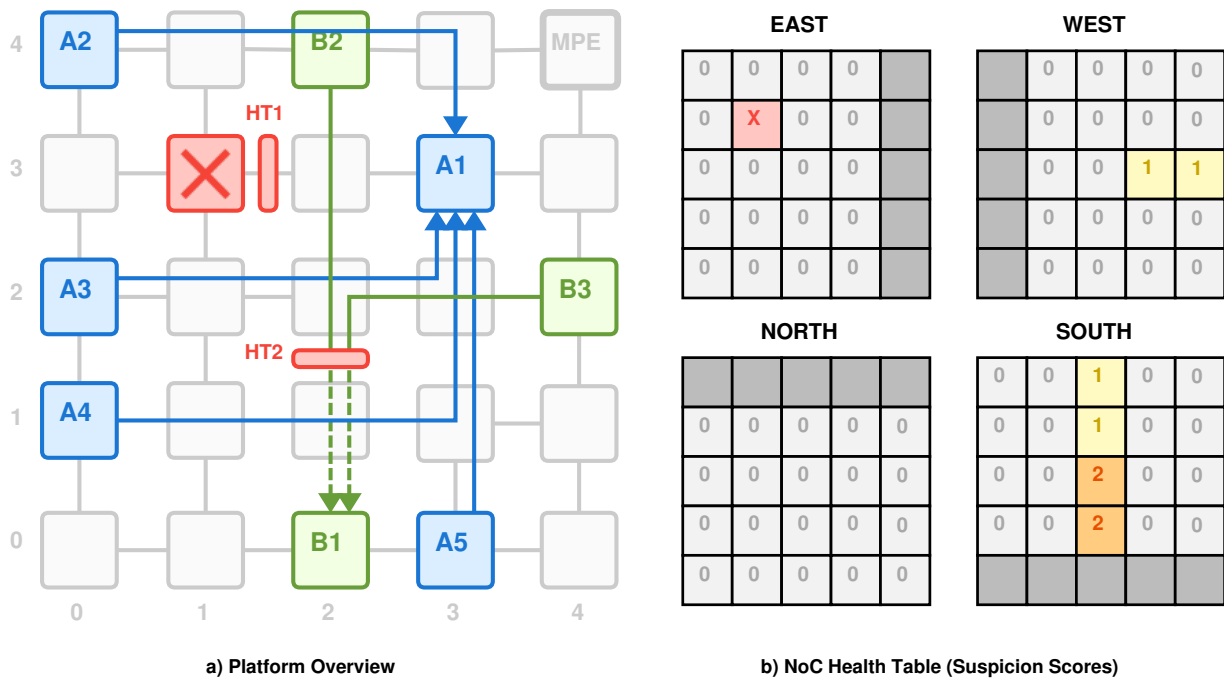 4
A2
B2
MPE
HT1
3
A1
2
A3
B3
HT2
1
A4
0
B1
A5
0 1 2 3 4
a) Platform Overview
EAST
0 0 0 0
0 X 0 0
0 0 0 0
0 0 0 0
0 0 0 0
WEST
0 0 0 0
0 0 0 0
0 0 1 1
0 0 0 0
0 0 0 0
NORTH
0 0 0 0 0
0 0 0 0 0
0 0 0 0 0
0 0 0 0 0
SOUTH
0 0 1 0 0
0 0 1 0 0
0 0 2 0 0
0 0 2 0 0
b) NoC Health Table (Suspicion Scores)